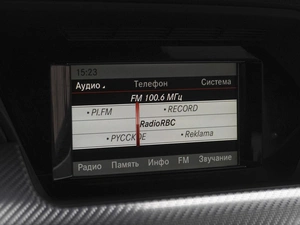 15:23
Аудио Телефон Система
FM 100.6 МГц
•PI.FM •RECORD
RadioRBC
•РУССКОЕ •Reklama
Радио Память Инфо FM Звучание